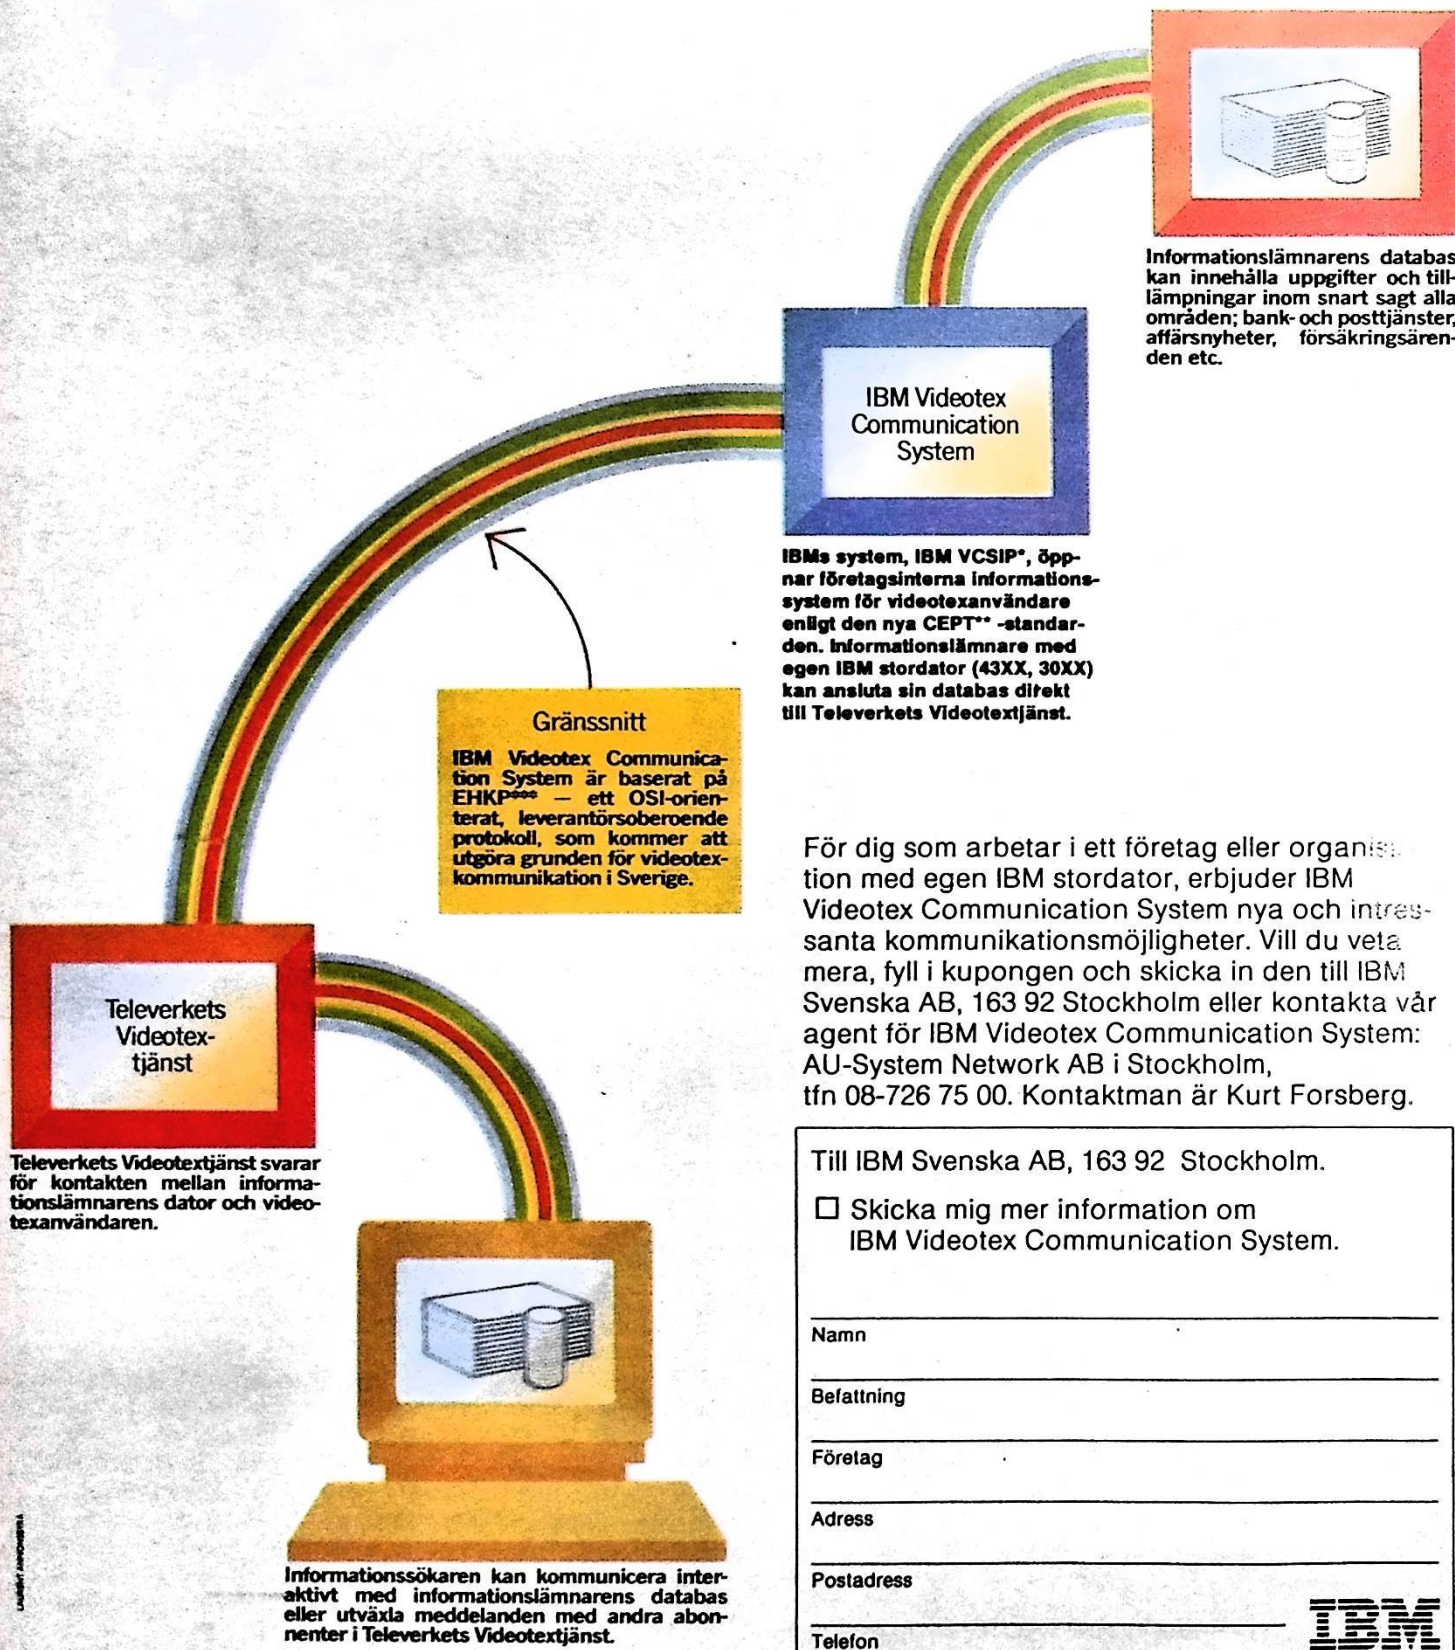 Informationslämnarens databas
kan innehålla uppgifter och till-
lämpningar inom snart sagt alla
områden; bank- och posttjänster,
affärsnyheter, försäkringsären-
den etc.
IBM Videotex
Communication
System
IBMs system, IBM VCSIP*, öpp-
nar företagsinterna informations-
system för videotexanvändare
enligt den nya CEPT** -standar-
den. Informationslämnare med
egen IBM stordator (43XX, 30XX)
kan ansluta sin databas direkt
till Televerkets Videotextjänst.
Gränssnitt
IBM Videotex Communica-
tion System är baserat på
EHKP*** — ett OSI-orien-
terat, leverantörsoberoende
protokoll, som kommer att
utgöra grunden för videotex-
kommunikation i Sverige.
Televerkets
Videotex-
tjänst
Televerkets Videotextjänst svarar
för kontakten mellan informa-
tionslämnarens dator och video-
texanvändaren.
Informationssökaren kan kommunicera inter-
aktivt med informationslämnarens databas
eller utväxla meddelanden med andra abon-
nenter i Televerkets Videotextjänst.
LAURENT ANNONSBYRÅ
För dig som arbetar i ett företag eller organisa-
tion med egen IBM stordator, erbjuder IBM
Videotex Communication System nya och intres-
santa kommunikationsmöjligheter. Vill du veta
mera, fyll i kupongen och skicka in den till IBM
Svenska AB, 163 92 Stockholm eller kontakta vår
agent för IBM Videotex Communication System:
AU-System Network AB i Stockholm,
tfn 08-726 75 00. Kontaktman är Kurt Forsberg.
Till IBM Svenska AB, 163 92 Stockholm.
☐ Skicka mig mer information om
IBM Videotex Communication System.
Namn
Befattning
Företag
Adress
Postadress
Telefon
IBM